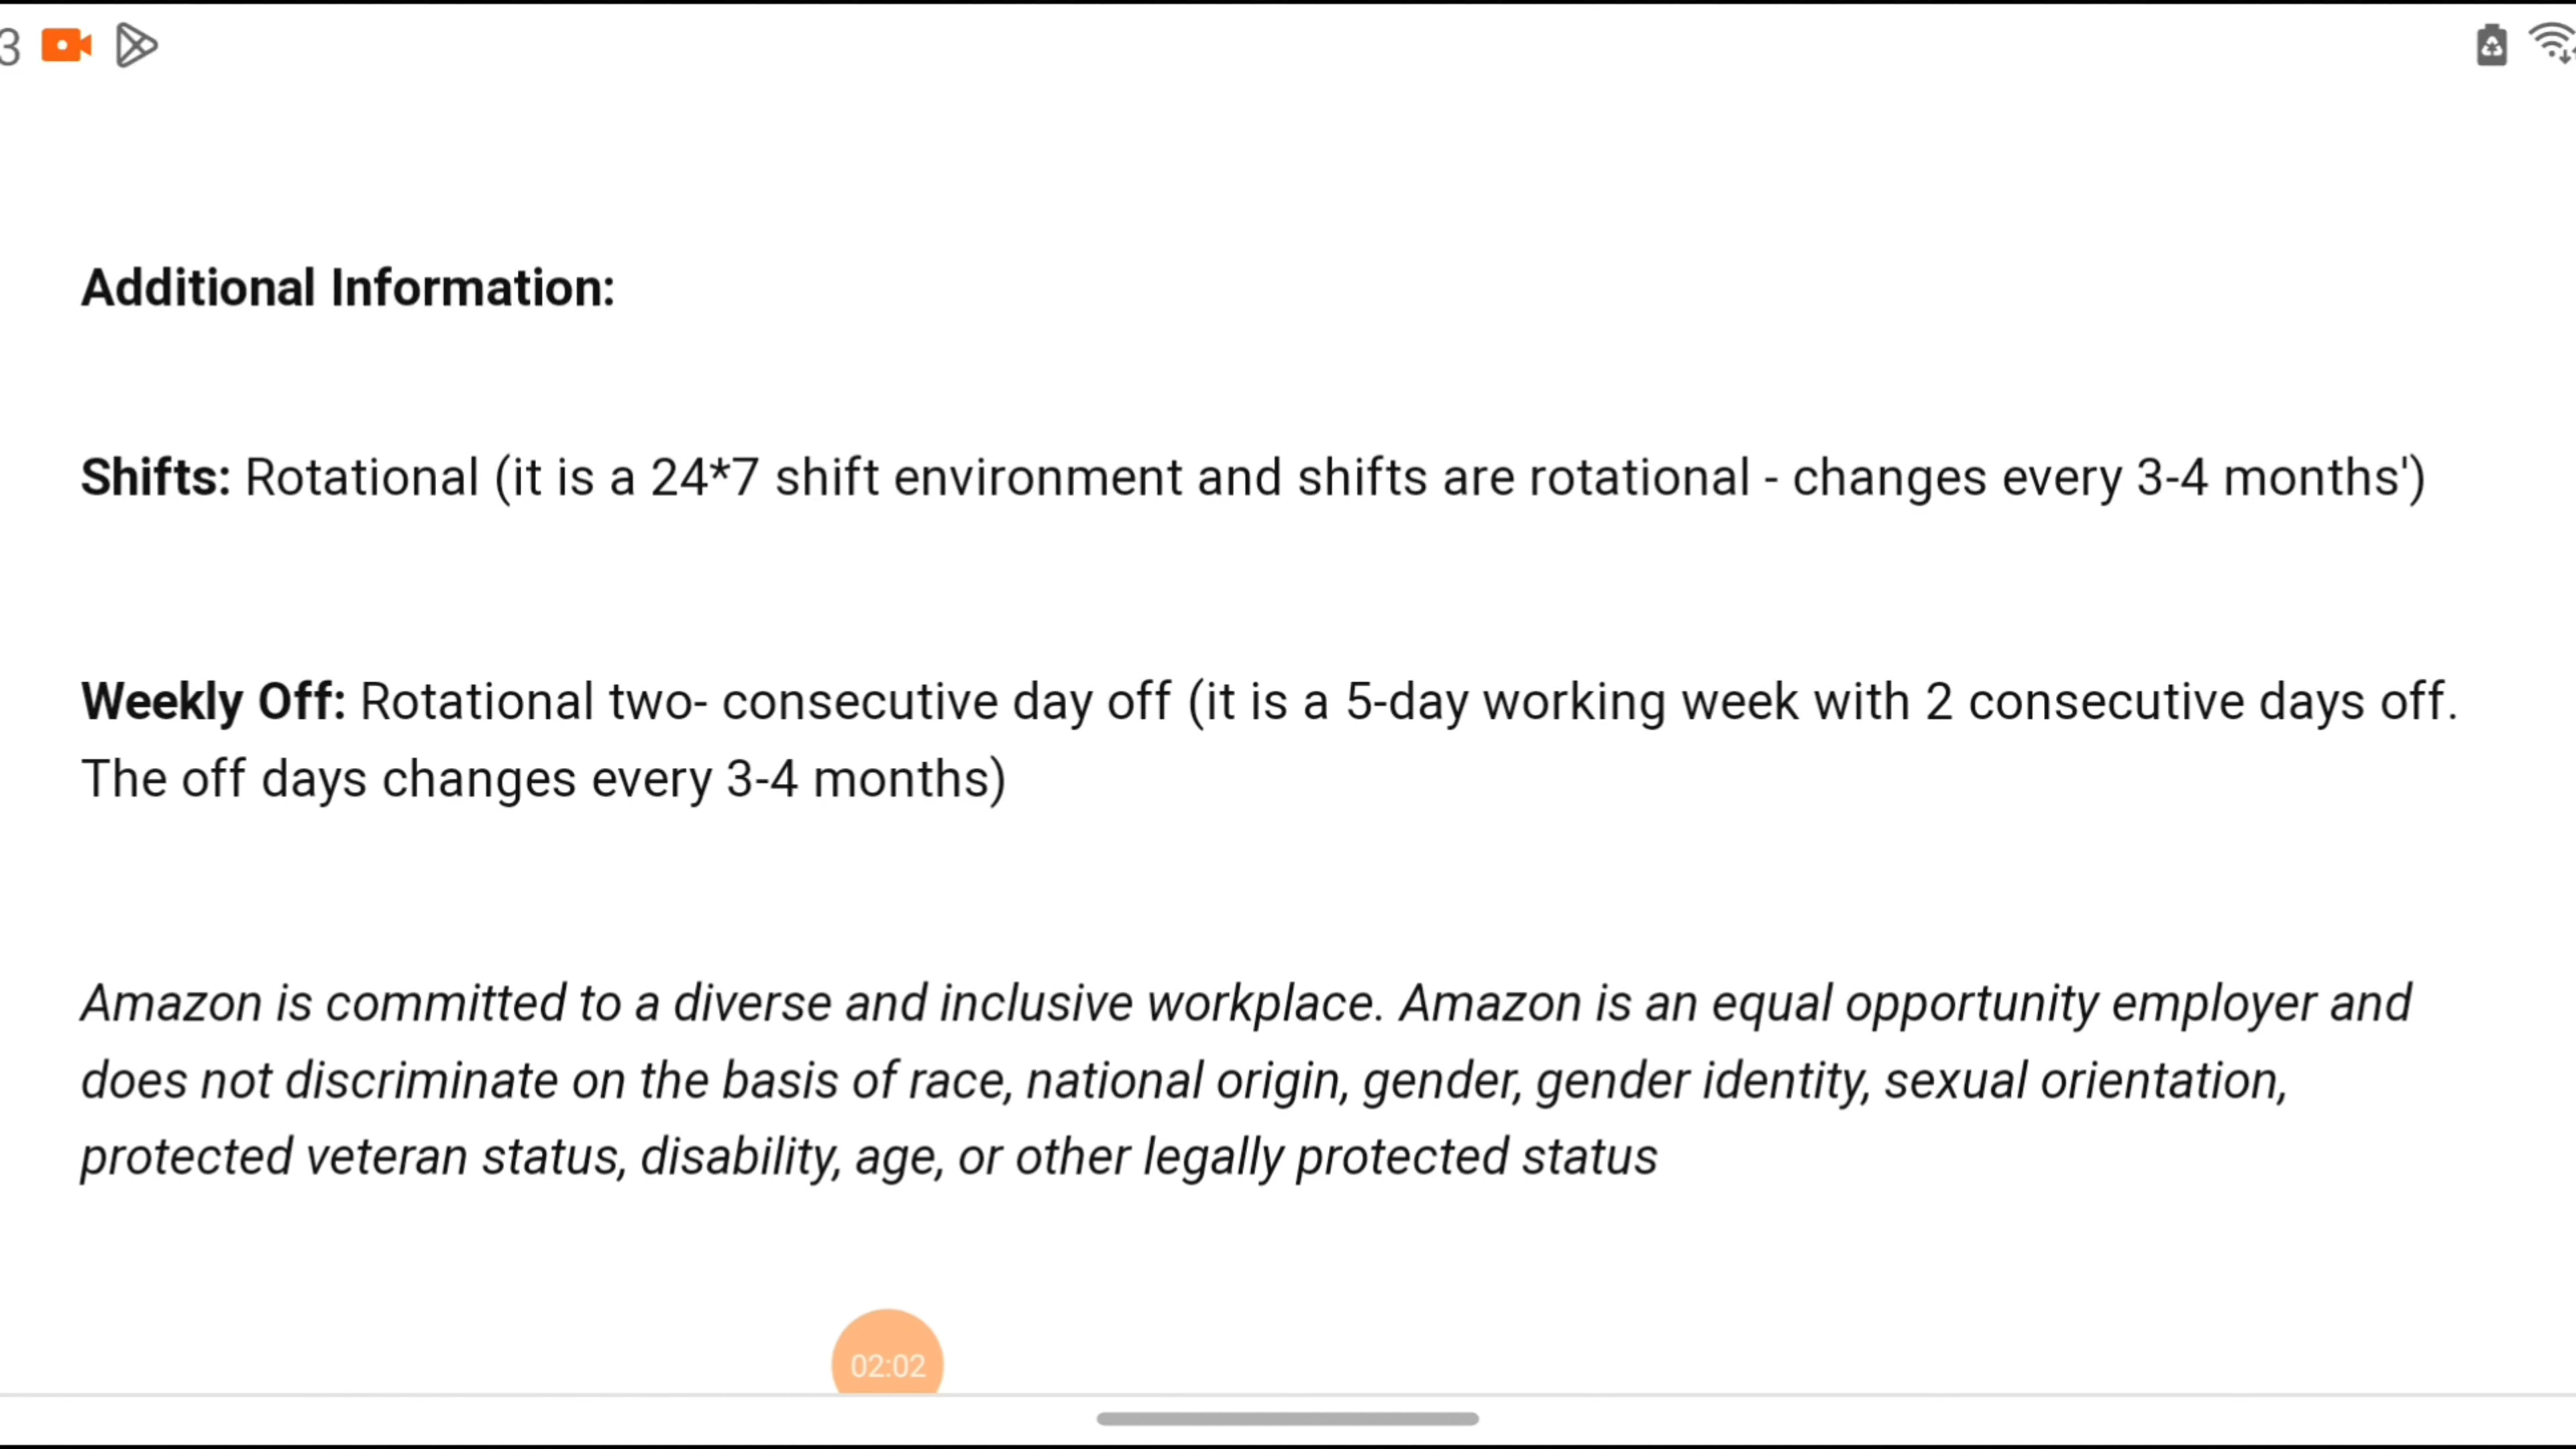 3
Additional Information:
Shifts: Rotational (it is a 24*7 shift environment and shifts are rotational - changes every 3-4 months')
Weekly Off: Rotational two- consecutive day off (it is a 5-day working week with 2 consecutive days off.
The off days changes every 3-4 months)
Amazon is committed to a diverse and inclusive workplace. Amazon is an equal opportunity employer and
does not discriminate on the basis of race, national origin, gender, gender identity, sexual orientation,
protected veteran status, disability, age, or other legally protected status
02:02